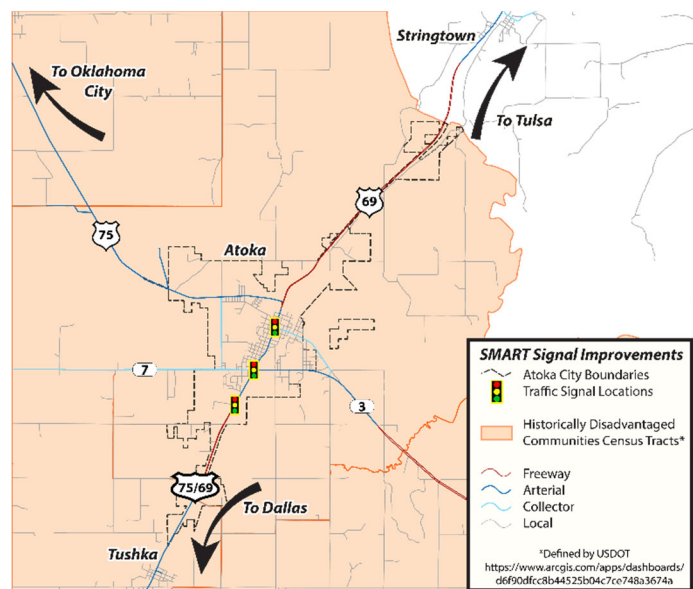 Stringtown
To Oklahoma
City
To Tulsa
69
75
Atoka
7
3
75/69
To Dallas
Tushka
SMART Signal Improvements
Atoka City Boundaries
Traffic Signal Locations
Historically Disadvantaged
Communities Census Tracts*
Freeway
Arterial
Collector
Local
*Defined by USDOT
https://www.arcgis.com/apps/dashboards/
d6f90dfcc8b44525b04c7ce748a3674a